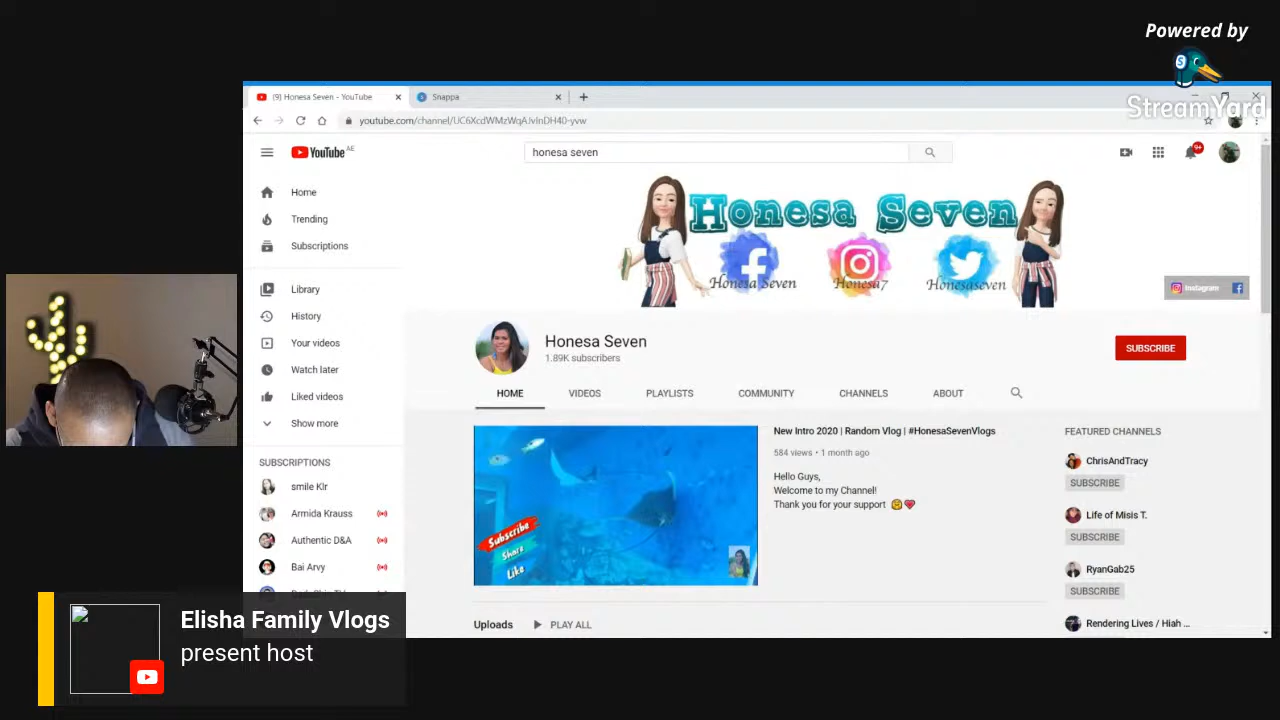 Powered by
StreamYard
(9) Honesa Seven - YouTube
Snappa
youtube.com/channel/UC6XcdWMzWqAJvInDH40-yvw
YouTube AE
honesa seven
9+
Home
Trending
Subscriptions
Library
History
Your videos
Watch later
Liked videos
Show more
SUBSCRIPTIONS
smile Klr
Armida Krauss
Authentic D&A
Bai Arvy
Honesa Seven
Honesa Seven
Honesa7
Honesaseven
Instagram
Honesa Seven
1.89K subscribers
SUBSCRIBE
HOME VIDEOS PLAYLISTS COMMUNITY CHANNELS ABOUT
Subscribe
Share
Like
New Intro 2020 | Random Vlog | #HonesaSevenVlogs
584 views • 1 month ago
Hello Guys,
Welcome to my Channel!
Thank you for your support
FEATURED CHANNELS
ChrisAndTracy
SUBSCRIBE
Life of Misis T.
SUBSCRIBE
RyanGab25
SUBSCRIBE
Rendering Lives / Hiah ...
Uploads PLAY ALL
Elisha Family Vlogs
present host